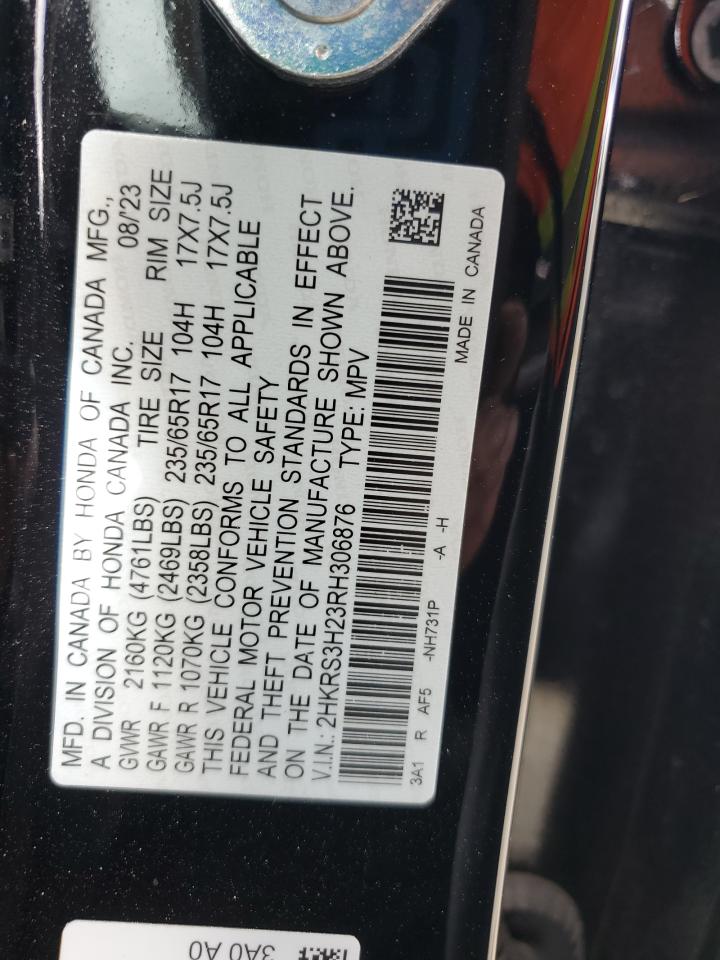 MFD. IN CANADA BY HONDA OF CANADA MFG.,
A DIVISION OF HONDA CANADA INC. 08/'23
GVWR 2160KG (4761LBS) TIRE SIZE RIM SIZE
GAWR F 1120KG (2469LBS) 235/65R17 104H 17X7.5J
GAWR R 1070KG (2358LBS) 235/65R17 104H 17X7.5J
THIS VEHICLE CONFORMS TO ALL APPLICABLE
FEDERAL MOTOR VEHICLE SAFETY
AND THEFT PREVENTION STANDARDS IN EFFECT
ON THE DATE OF MANUFACTURE SHOWN ABOVE.
V.I.N.: 2HKRS3H23RH306876 TYPE: MPV
3A1 R AF5 -NH731P -A -H
MADE IN CANADA
3A0 A0